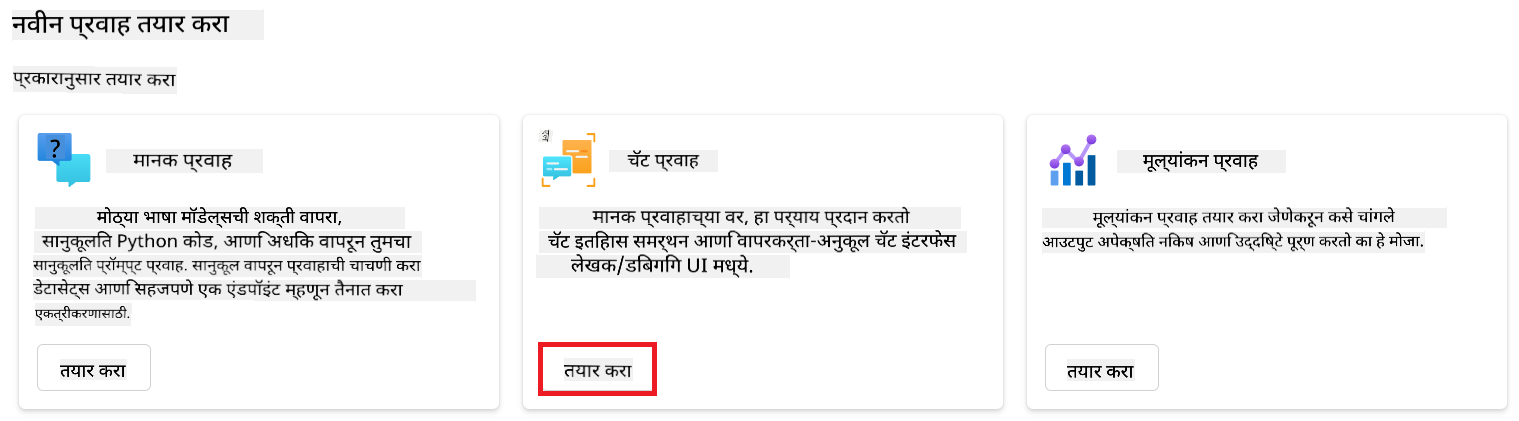 नवीन प्रवाह तयार करा
प्रकारानुसार तयार करा
?
मानक प्रवाह
मोठ्या भाषा मॉडेल्सची शक्ती वापरा,
सानुकूलित Python कोड, आणि अधिक वापरून तुमचा
सानुकूलित प्रॉम्प्ट प्रवाह. सानुकूल वापरून प्रवाहाची चाचणी करा
डेटासेट्स आणि सहजपणे एक एंडपॉइंट म्हणून तैनात करा
एकत्रीकरणासाठी.
तयार करा
चॅट प्रवाह
मानक प्रवाहाच्या वर, हा पर्याय प्रदान करतो
चॅट इतिहास समर्थन आणि वापरकर्ता-अनुकूल चॅट इंटरफेस
लेखक/डिबगिंग UI मध्ये.
तयार करा
मूल्यांकन प्रवाह
मूल्यांकन प्रवाह तयार करा जेणेकरून कसे चांगले
आउटपुट अपेक्षित निकष आणि उद्दिष्टे पूर्ण करतो का हे मोजा.
तयार करा